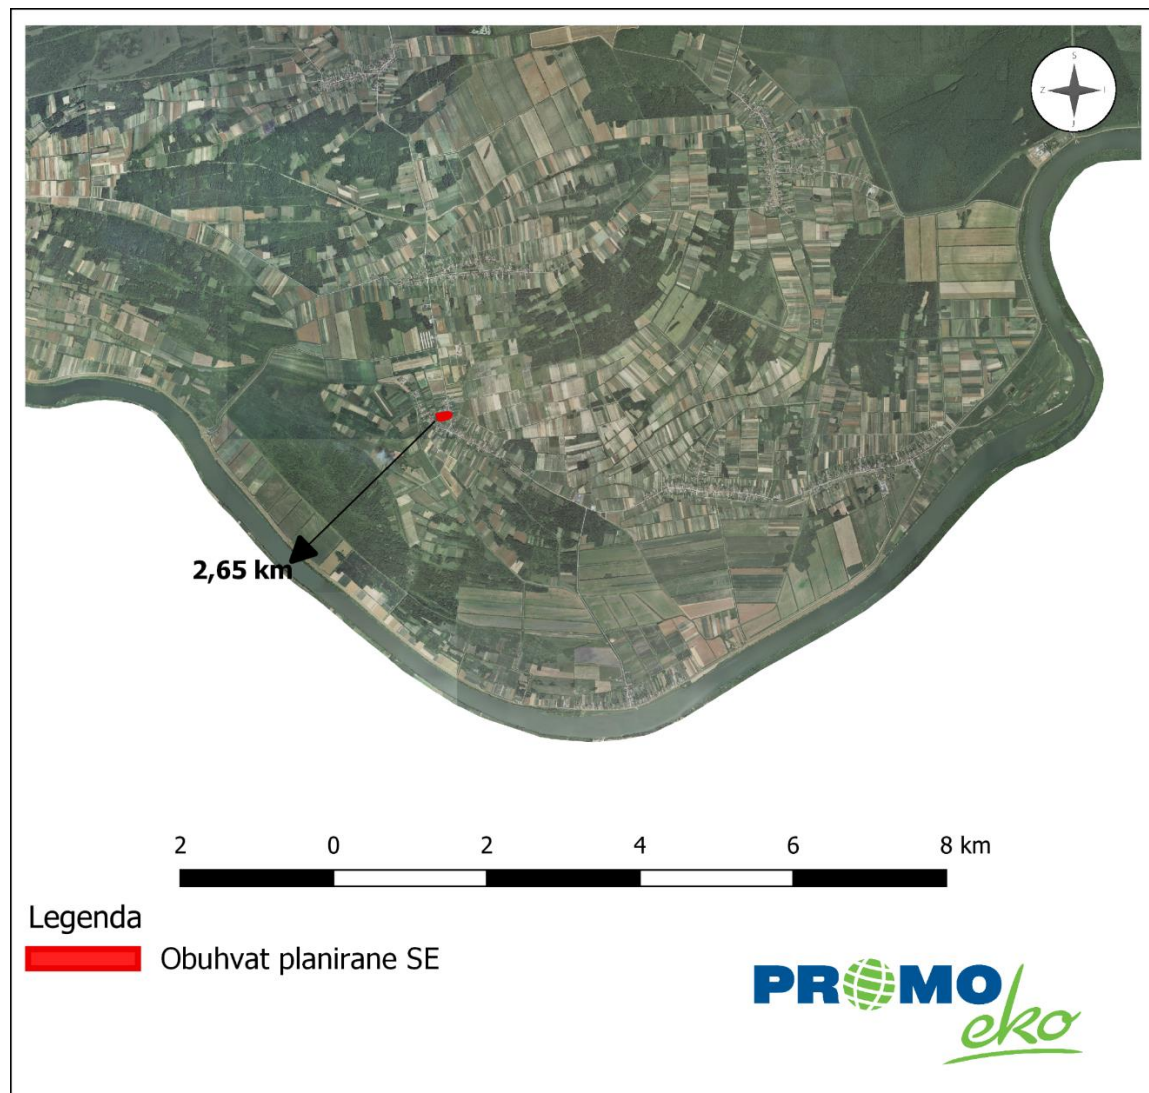 S
Z I
J
2,65 km
2 0 2 4 6 8 km
Legenda
Obuhvat planirane SE
PROMO
eko